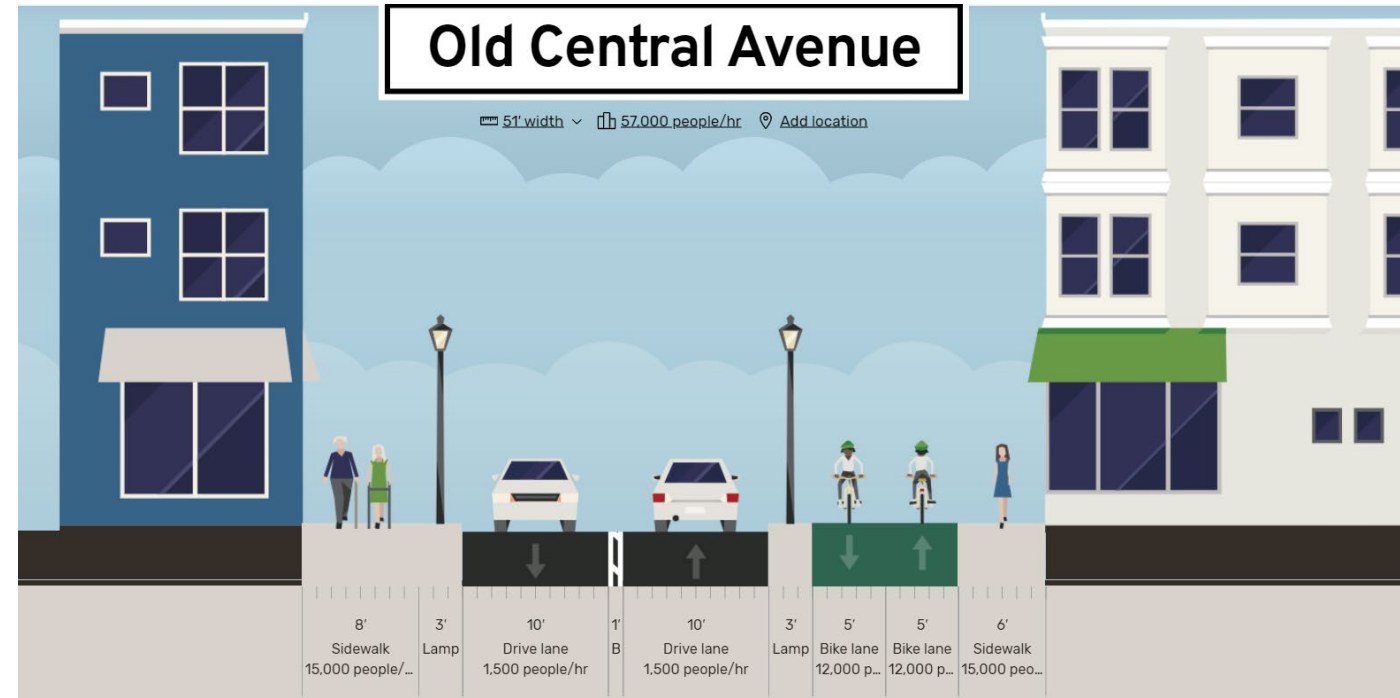 Old Central Avenue
51′ width 57,000 people/hr Add location
8′ 3′ 10′ 1′ 10′ 3′ 5′ 5′ 6′
Sidewalk Lamp Drive lane B Drive lane Lamp Bike lane Bike lane Sidewalk
15,000 people/... 1,500 people/hr 1,500 people/hr 12,000 p... 12,000 p... 15,000 peo...